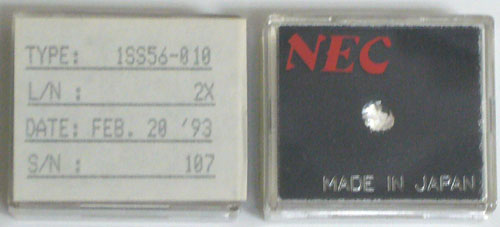 TYPE: 1SS56-010
L/N : 2X
DATE: FEB. 20 '93
S/N : 107
NEC
MADE IN JAPAN